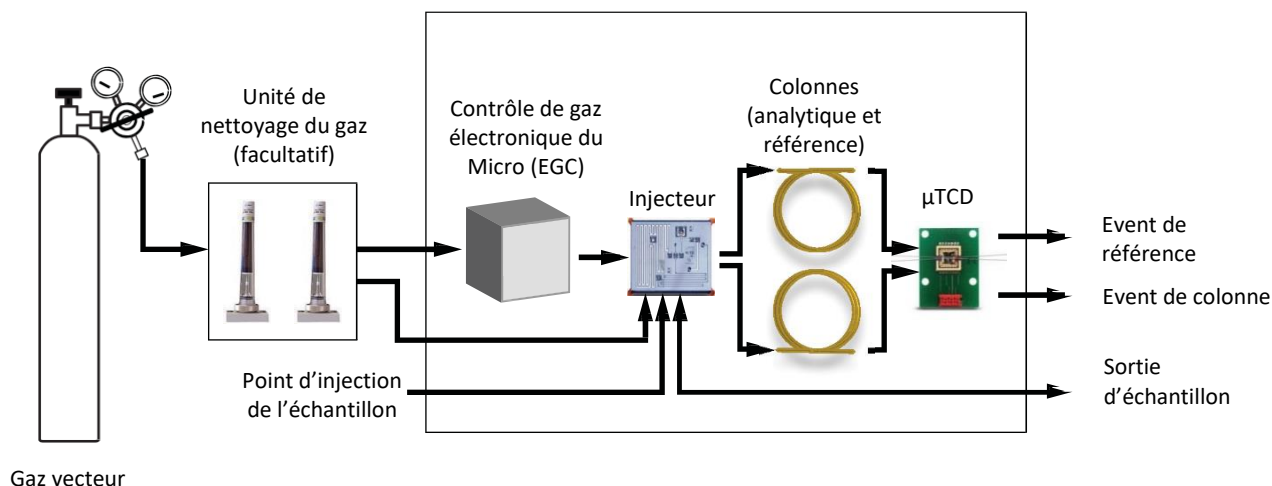 Unité de
nettoyage du gaz
(facultatif)
Contrôle de gaz
électronique du
Micro (EGC)
Injecteur
Colonnes
(analytique et
référence)
µTCD
Event de
référence
Event de colonne
Point d'injection
de l'échantillon
Sortie
d'échantillon
Gaz vecteur